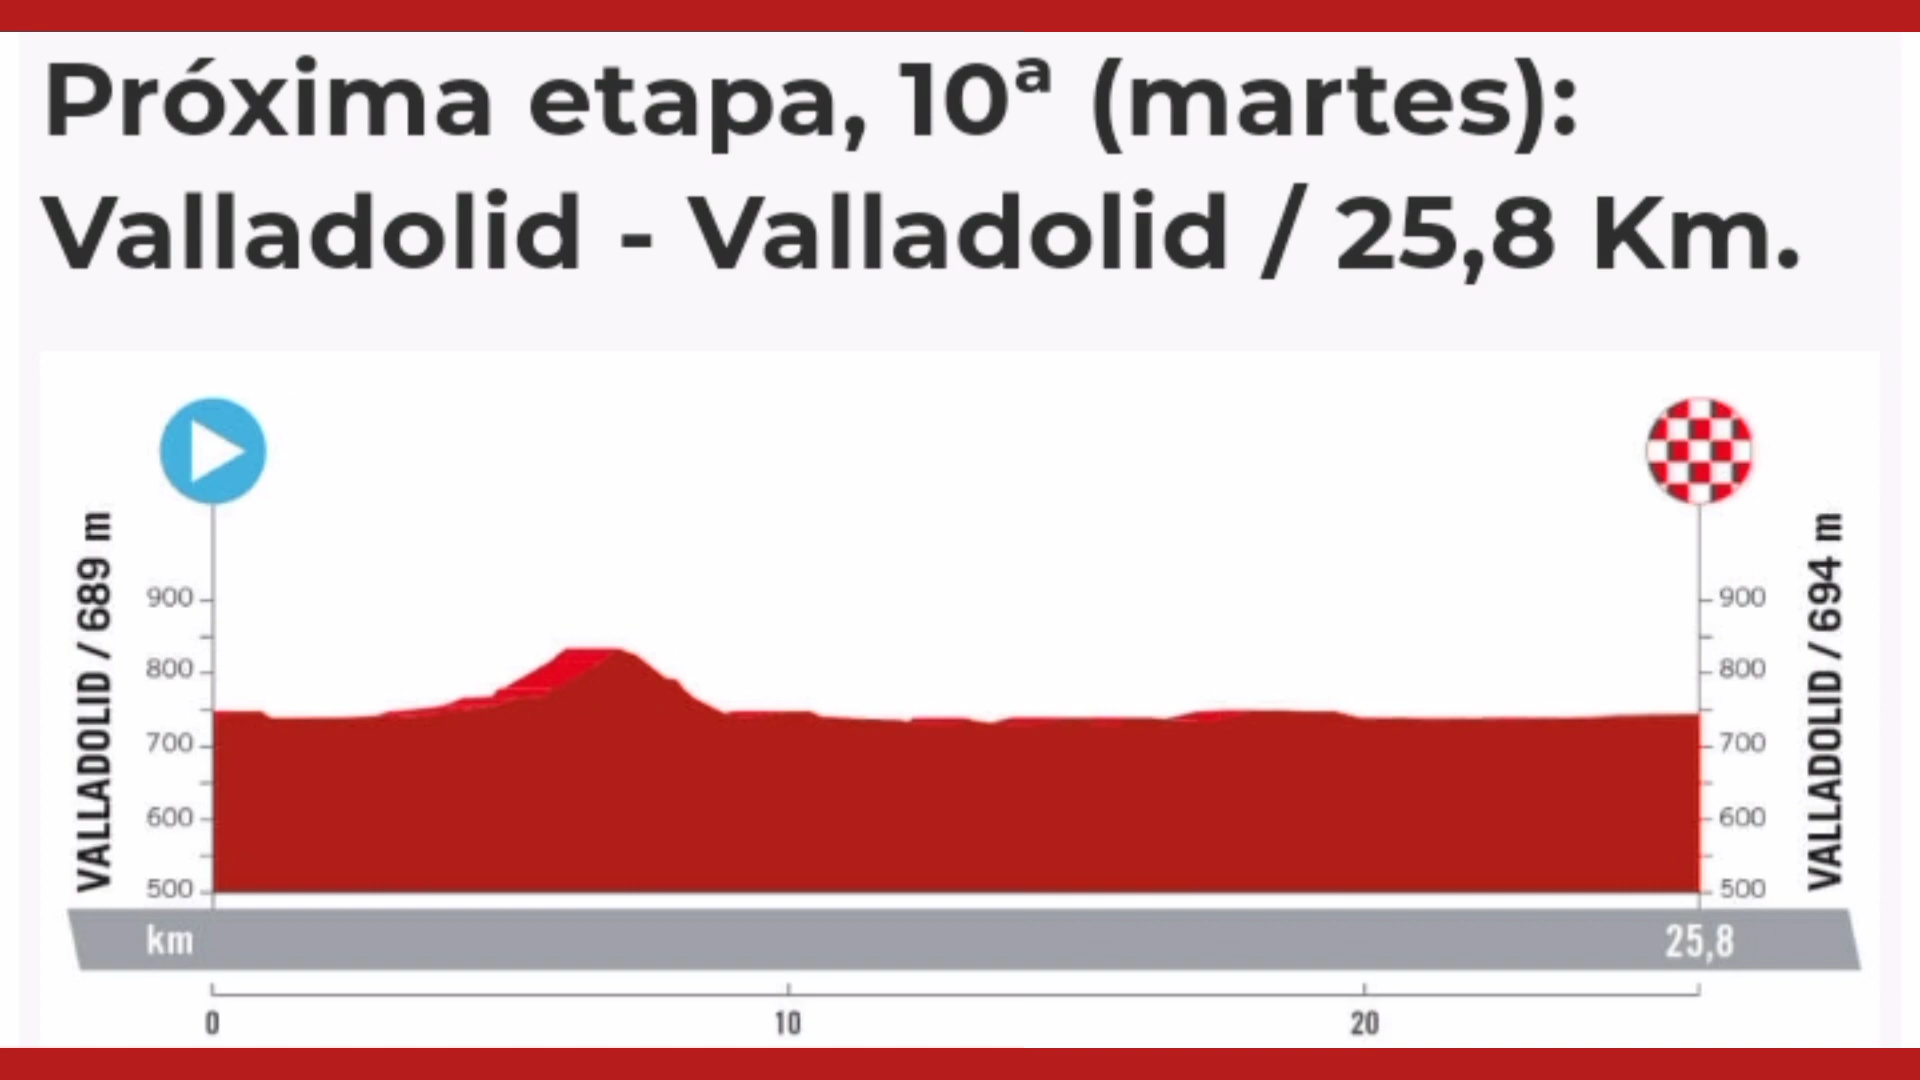 Próxima etapa, 10ª (martes):
Valladolid - Valladolid / 25,8 Km.
VALLADOLID / 689 m
900
800
700
600
500
900
800
700
600
500
VALLADOLID / 694 m
km
25,8
0
10
20